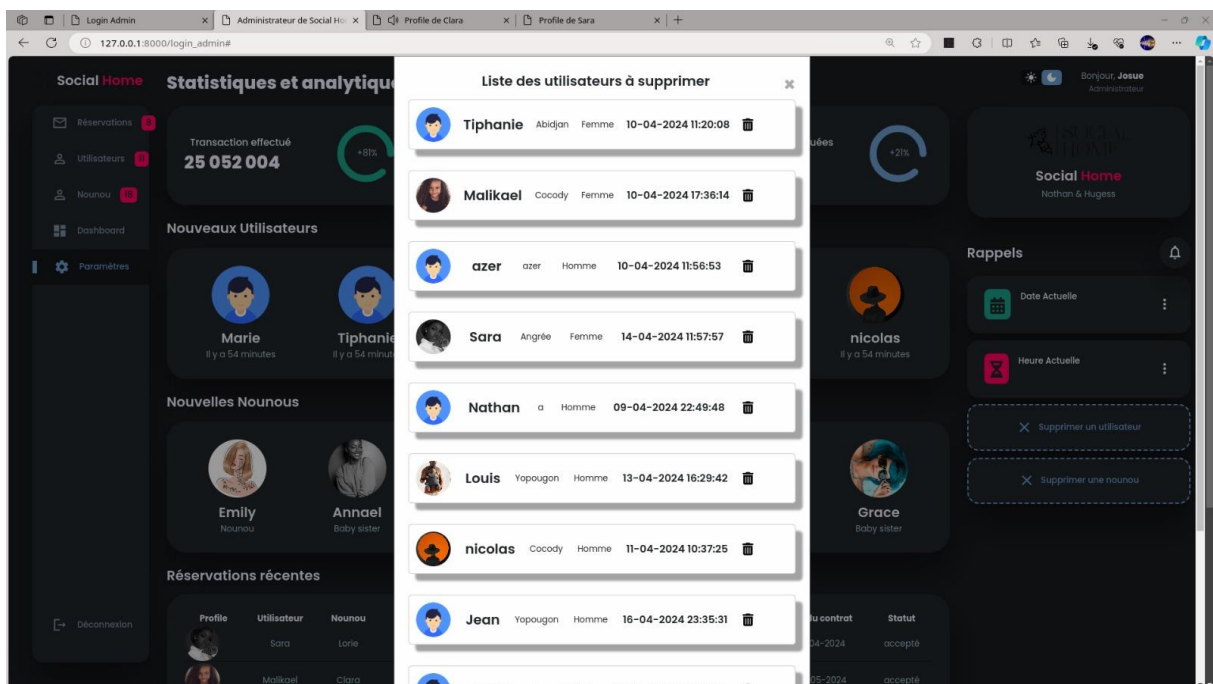 Login Admin
Administrateur de Social Ho
Profile de Clara
Profile de Sara
127.0.0.1:8000/login_admin#
Social Home
Réservations
Utilisateurs
Nounou
Dashboard
Paramètres
Déconnexion
Statistiques et analytique
Transaction effectué
25 052 004
+81%
uées
+21%
Nouveaux Utilisateurs
Marie
Il y a 54 minutes
Tiphanie
Il y a 54 minut
nicolas
Il y a 54 minutes
Nouvelles Nounous
Emily
Nounou
Annael
Baby sister
Grace
Baby sister
Réservations récentes
Profile Utilisateur Nounou
lu contrat Statut
Sara Lorie
04-2024 accepté
Malikael Clara
05-2024 accepté
Liste des utilisateurs à supprimer
Tiphanie Abidjan Femme 10-04-2024 11:20:08
Malikael Cocody Femme 10-04-2024 17:36:14
azer azer Homme 10-04-2024 11:56:53
Sara Angrée Femme 14-04-2024 11:57:57
Nathan a Homme 09-04-2024 22:49:48
Louis Yopougon Homme 13-04-2024 16:29:42
nicolas Cocody Homme 11-04-2024 10:37:25
Jean Yopougon Homme 16-04-2024 23:35:31
Bonjour, Josue
Administrateur
SOCIAL
HOME
Social Home
Nathan & Hugess
Rappels
Date Actuelle
Heure Actuelle
Supprimer un utilisateur
Supprimer une nounou